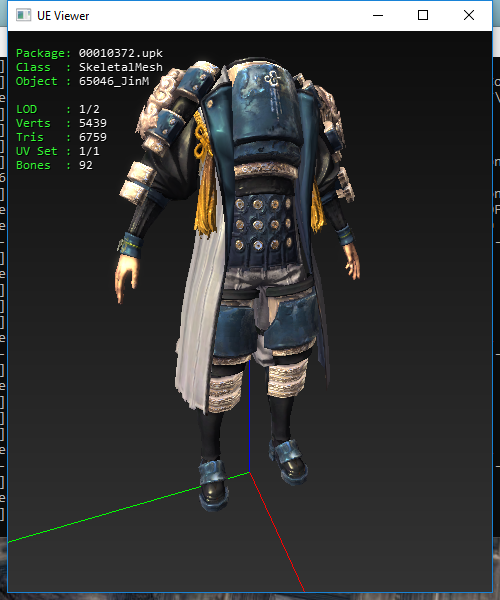 UE Viewer
Package: 00010372.upk
Class : SkeletalMesh
Object : 65046_JinM
LOD : 1/2
Verts : 5439
Tris : 6759
UV Set : 1/1
Bones : 92